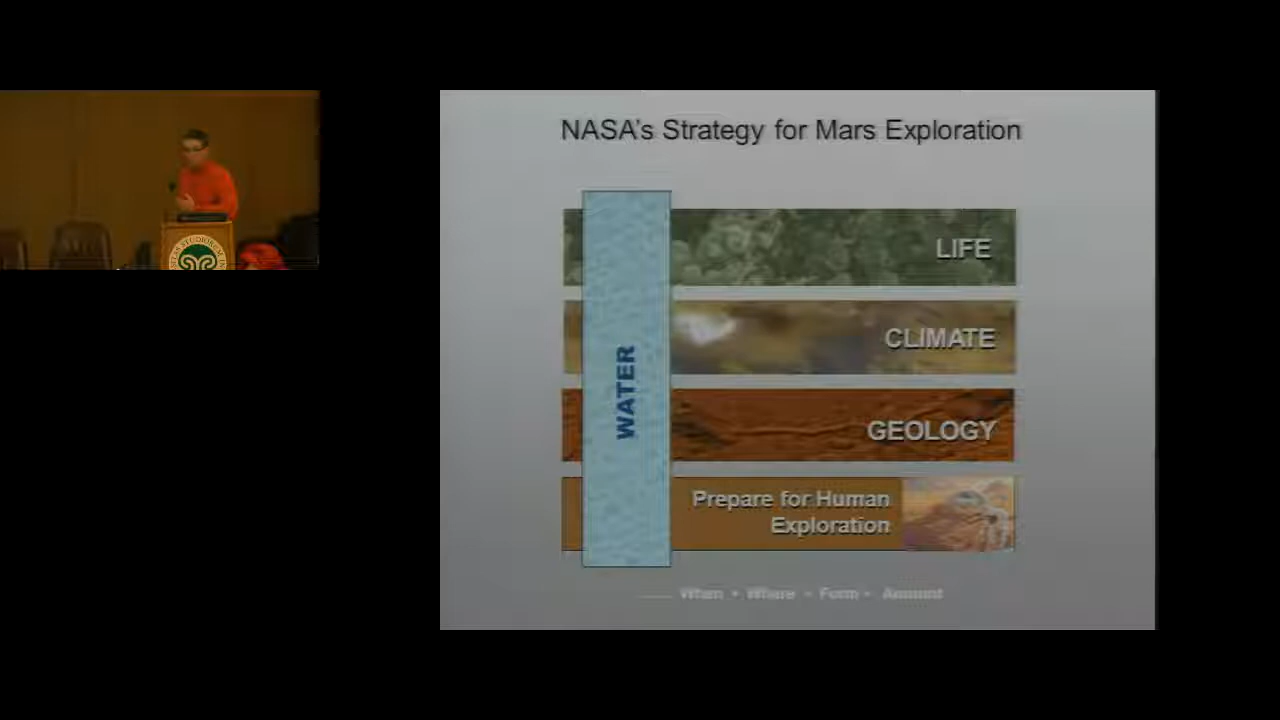 NASA's Strategy for Mars Exploration
WATER
LIFE
CLIMATE
GEOLOGY
Prepare for Human
Exploration
When • Where • Form • Amount